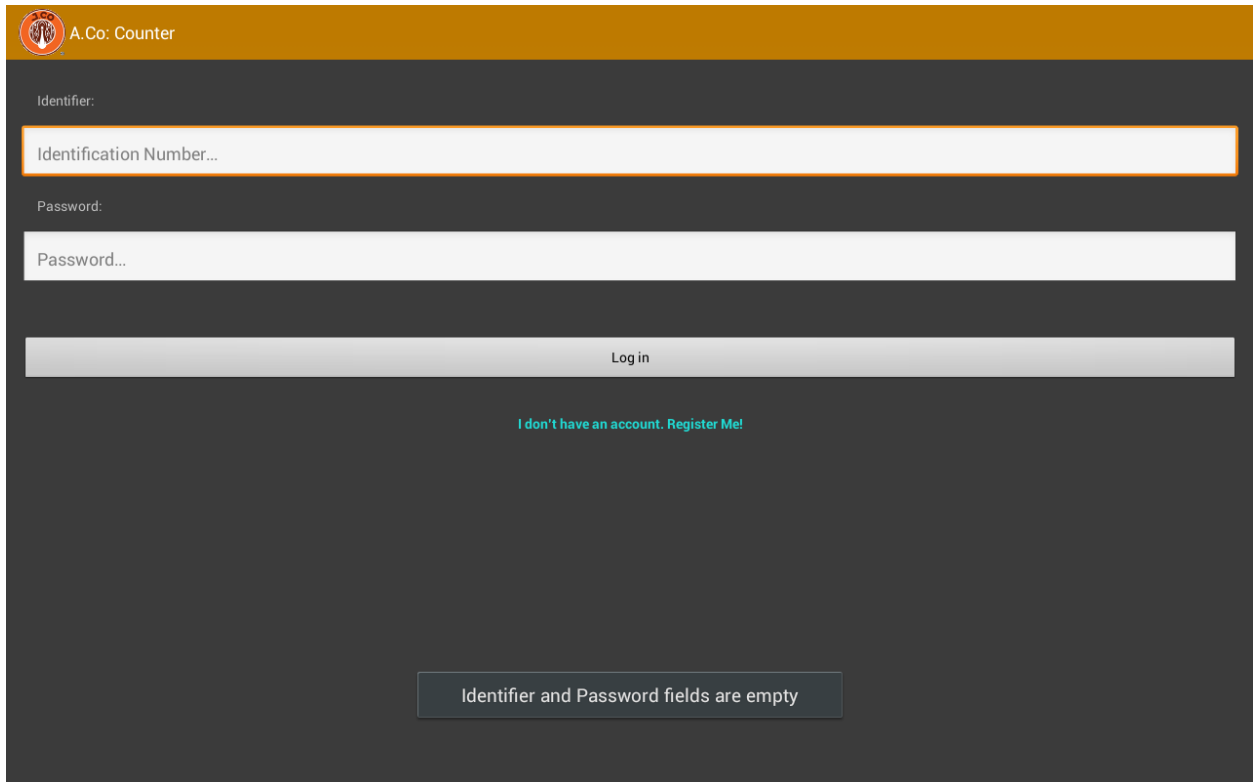 J.CO
A.Co: Counter
Identifier:
Identification Number...
Password:
Password...
Log in
I don't have an account. Register Me!
Identifier and Password fields are empty